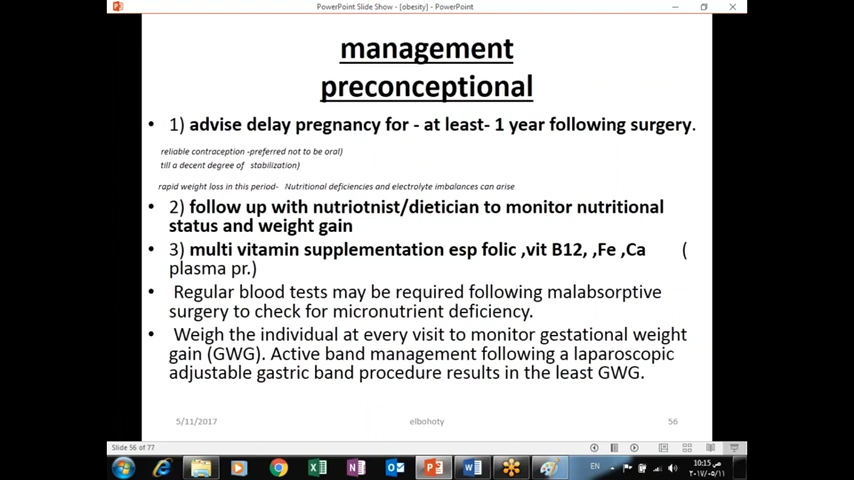 PowerPoint Slide Show - [obesity] - PowerPoint
management
preconceptional
• 1) advise delay pregnancy for - at least- 1 year following surgery.
reliable contraception -preferred not to be oral)
till a decent degree of stabilization)
rapid weight loss in this period- Nutritional deficiencies and electrolyte imbalances can arise
• 2) follow up with nutriotnist/dietician to monitor nutritional
status and weight gain
• 3) multi vitamin supplementation esp folic ,vit B12, ,Fe ,Ca (
plasma pr.)
• Regular blood tests may be required following malabsorptive
surgery to check for micronutrient deficiency.
• Weigh the individual at every visit to monitor gestational weight
gain (GWG). Active band management following a laparoscopic
adjustable gastric band procedure results in the least GWG.
5/11/2017 elbohoty 56
Slide 56 of 77
EN
10:15 ص
٢٠١٧/٠٥/١١